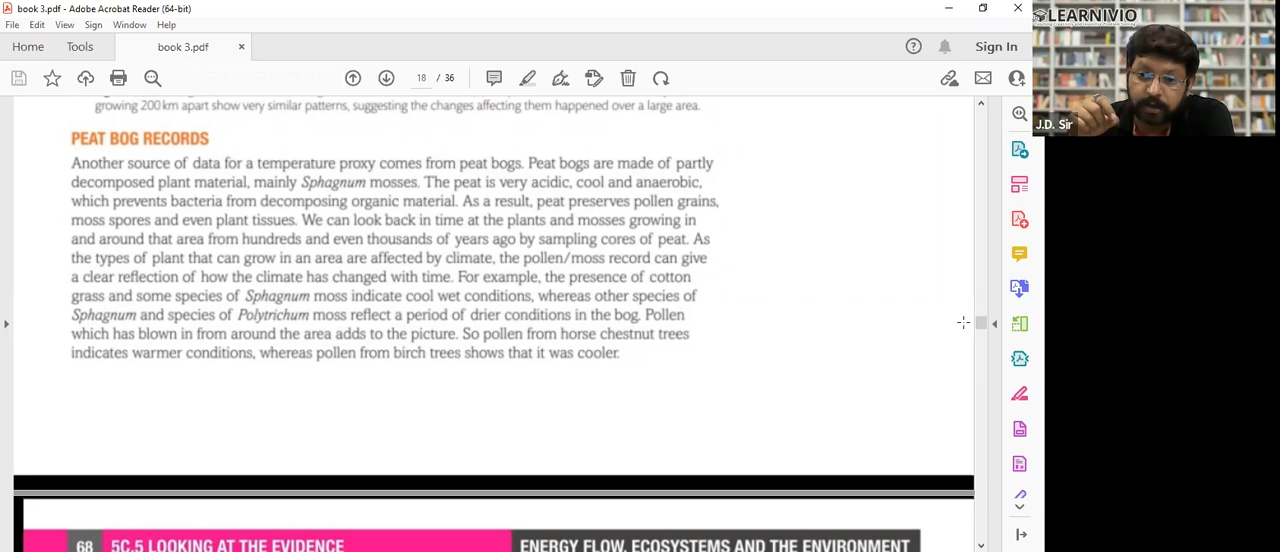 book 3.pdf - Adobe Acrobat Reader (64-bit)
File Edit View Sign Window Help
Home Tools book 3.pdf × Sign In
18 / 36
LEARNIVIO
J.D. Sir
growing 200 km apart show very similar patterns, suggesting the changes affecting them happened over a large area.
PEAT BOG RECORDS
Another source of data for a temperature proxy comes from peat bogs. Peat bogs are made of partly
decomposed plant material, mainly Sphagnum mosses. The peat is very acidic, cool and anaerobic,
which prevents bacteria from decomposing organic material. As a result, peat preserves pollen grains,
moss spores and even plant tissues. We can look back in time at the plants and mosses growing in
and around that area from hundreds and even thousands of years ago by sampling cores of peat. As
the types of plant that can grow in an area are affected by climate, the pollen/moss record can give
a clear reflection of how the climate has changed with time. For example, the presence of cotton
grass and some species of Sphagnum moss indicate cool wet conditions, whereas other species of
Sphagnum and species of Polytrichum moss reflect a period of drier conditions in the bog. Pollen
which has blown in from around the area adds to the picture. So pollen from horse chestnut trees
indicates warmer conditions, whereas pollen from birch trees shows that it was cooler.
68 5C.5 LOOKING AT THE EVIDENCE ENERGY FLOW, ECOSYSTEMS AND THE ENVIRONMENT